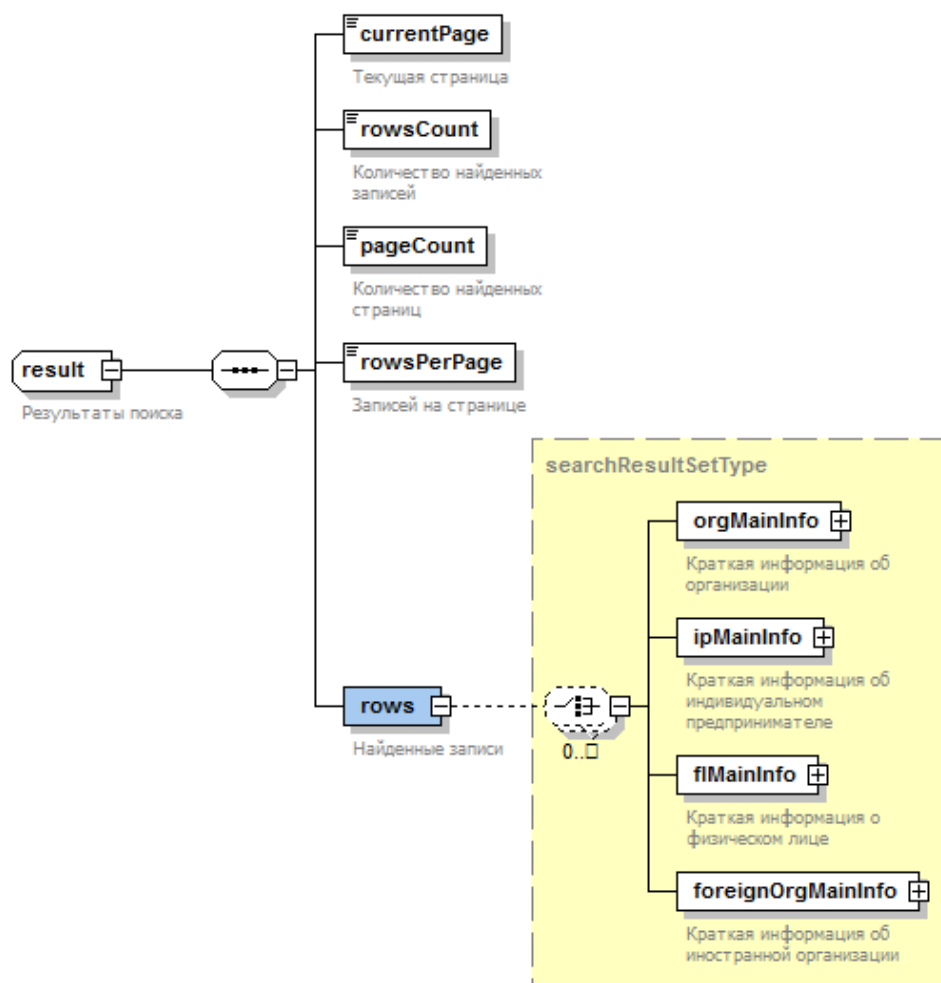 currentPage
Текущая страница
rowsCount
Количество найденных
записей
pageCount
Количество найденных
страниц
result
Результаты поиска
rowsPerPage
Записей на странице
searchResultSetType
orgMainInfo
Краткая информация об
организации
ipMainInfo
Краткая информация об
индивидуальном
предпринимателе
rows
Найденные записи
0..□
flMainInfo
Краткая информация о
физическом лице
foreignOrgMainInfo
Краткая информация об
иностранной организации